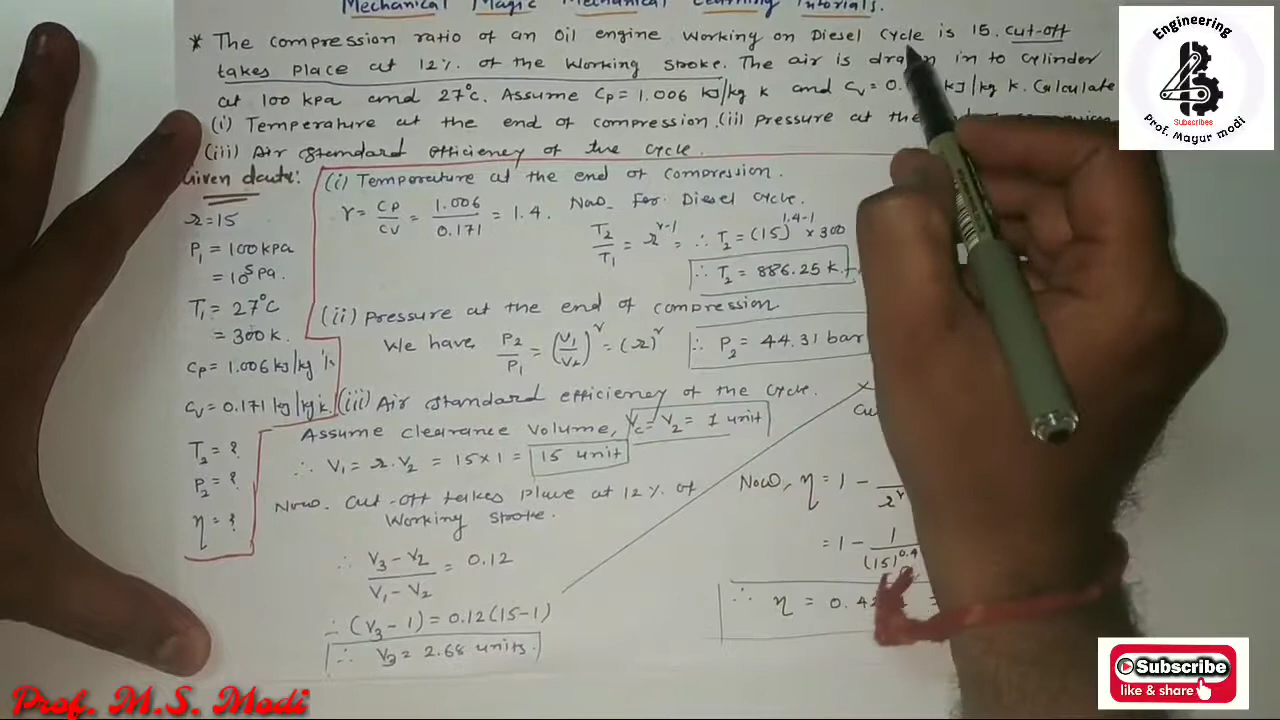 Mechanical Magic Mechanical Learning Tutorials.
* The compression ratio of an oil engine working on Diesel cycle is 15. Cut-off
takes place at 12% of the working stroke. The air is drawn in to cylinder
at 100 kpa and 27°c. Assume Cp = 1.006 kJ/kg k and Cv = 0. kJ/kg k. Calculate
(i) Temperature at the end of compression. (ii) pressure at the
(iii) Air standard efficiency of the cycle.
Given data:
r = 15
P1 = 100 kpa
= 10^5 pa.
T1 = 27°C
= 300 k.
Cp = 1.006 kJ/kg k
Cv = 0.171 kJ/kg k.
T2 = ?
P2 = ?
η = ?
(i) Temperature at the end of compression.
γ = Cp/Cv = 1.006/0.171 = 1.4. Now For Diesel cycle.
T2/T1 = r^(γ-1) = ∴ T2 = (15)^(1.4-1) × 300
∴ T2 = 886.25 k.
(ii) Pressure at the end of compression
We have P2/P1 = (V1/V2)^γ = (r)^γ
∴ P2 = 44.31 bar
(iii) Air standard efficiency of the cycle.
Assume clearance volume, Vc = V2 = 1 unit
∴ V1 = r.V2 = 15×1 = 15 unit
Now. Cut-off takes place at 12% of
working stroke.
∴ V3 - V2 / V1 - V2 = 0.12
∴ (V3 - 1) = 0.12 (15-1)
∴ V3 = 2.68 units.
Now, η = 1 -
r^γ
= 1 - 1/(15)^0.4
∴ η = 0.4
Engineering
Subscribes
Prof. Mayur modi
Subscribe
like & share
Prof. M.S. Modi